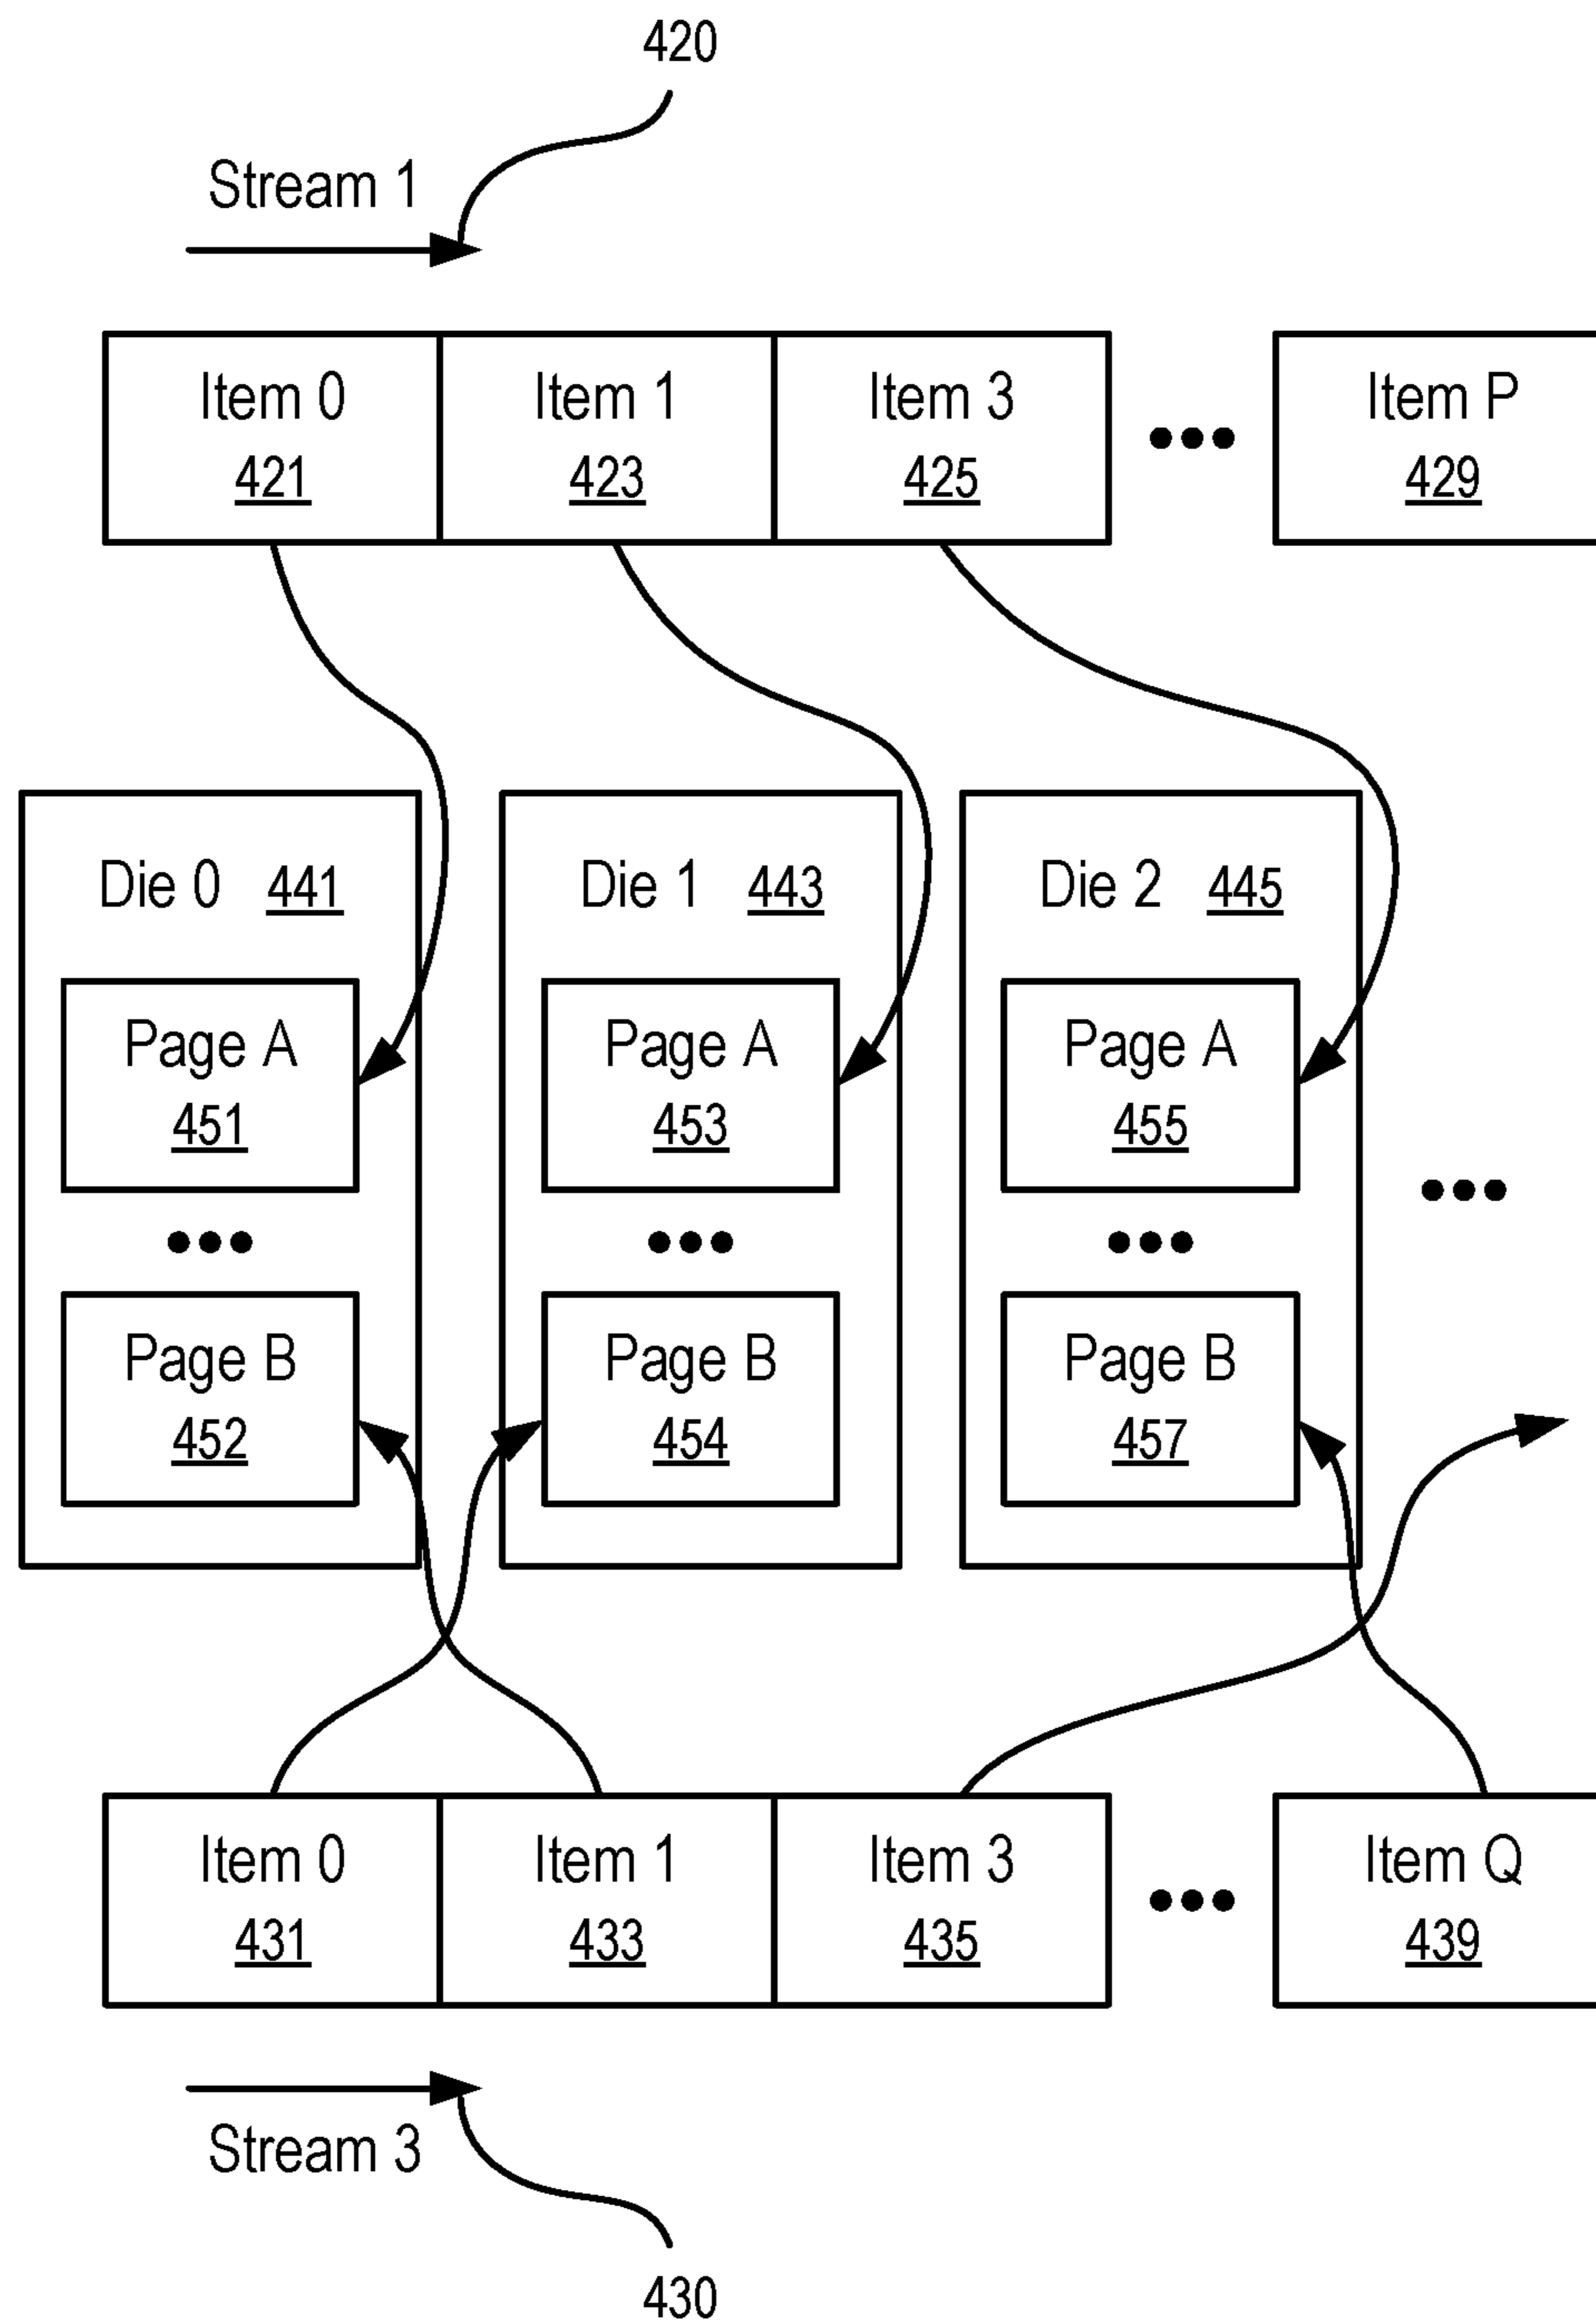 420
Stream 1
Item 0 Item 1 Item 3 ••• Item P
421 423 425 429
Die 0 441 Die 1 443 Die 2 445
Page A Page A Page A
451 453 455
•••
••• ••• •••
Page B Page B Page B
452 454 457
Item 0 Item 1 Item 3 ••• Item Q
431 433 435 439
Stream 3
430